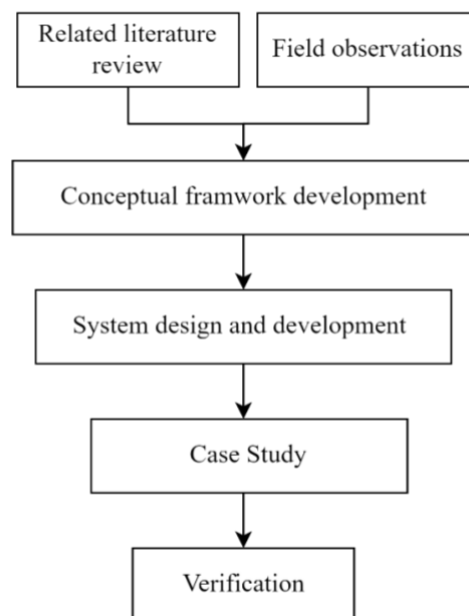 Related literature
review
Field observations
Conceptual framwork development
System design and development
Case Study
Verification